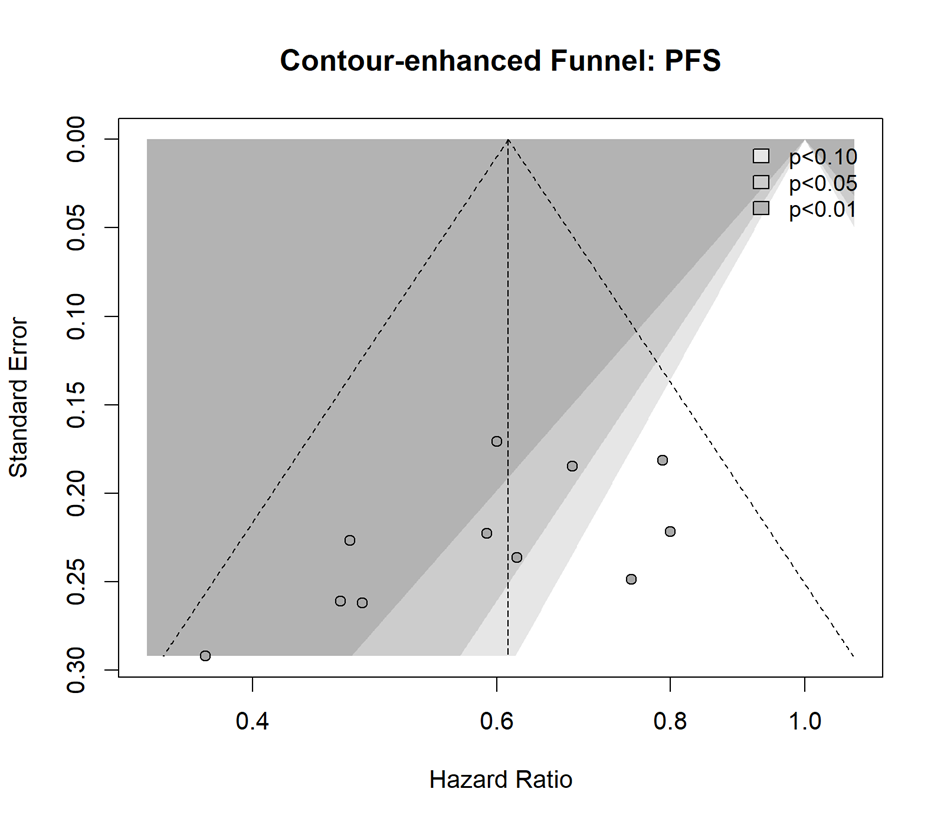 Contour-enhanced Funnel: PFS
p<0.10
p<0.05
p<0.01
Standard Error
0.00
0.05
0.10
0.15
0.20
0.25
0.30
0.4 0.6 0.8 1.0
Hazard Ratio